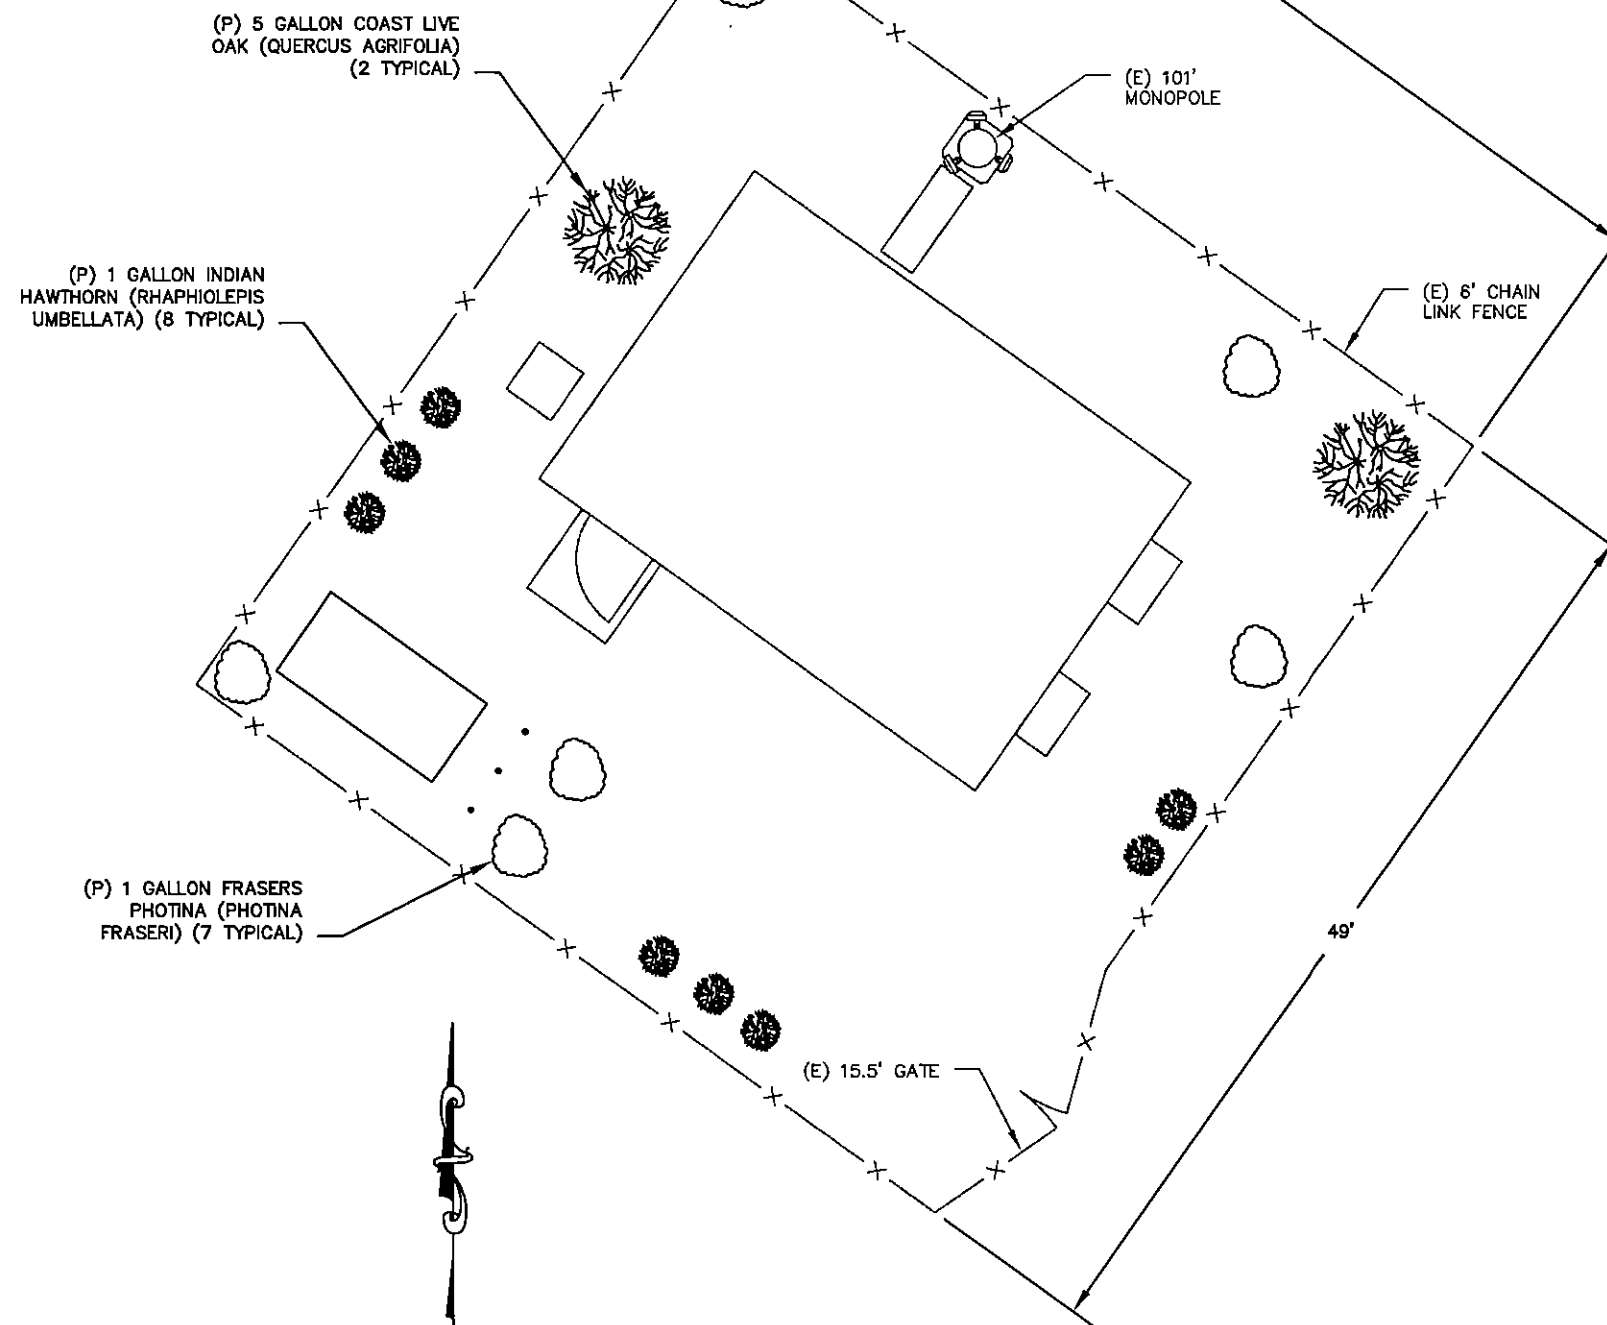 (P) 5 GALLON COAST LIVE
OAK (QUERCUS AGRIFOLIA)
(2 TYPICAL)
(E) 101'
MONOPOLE
(P) 1 GALLON INDIAN
HAWTHORN (RHAPHIOLEPIS
UMBELLATA) (8 TYPICAL)
(E) 6' CHAIN
LINK FENCE
(P) 1 GALLON FRASERS
PHOTINA (PHOTINA
FRASERI) (7 TYPICAL)
49'
(E) 15.5' GATE